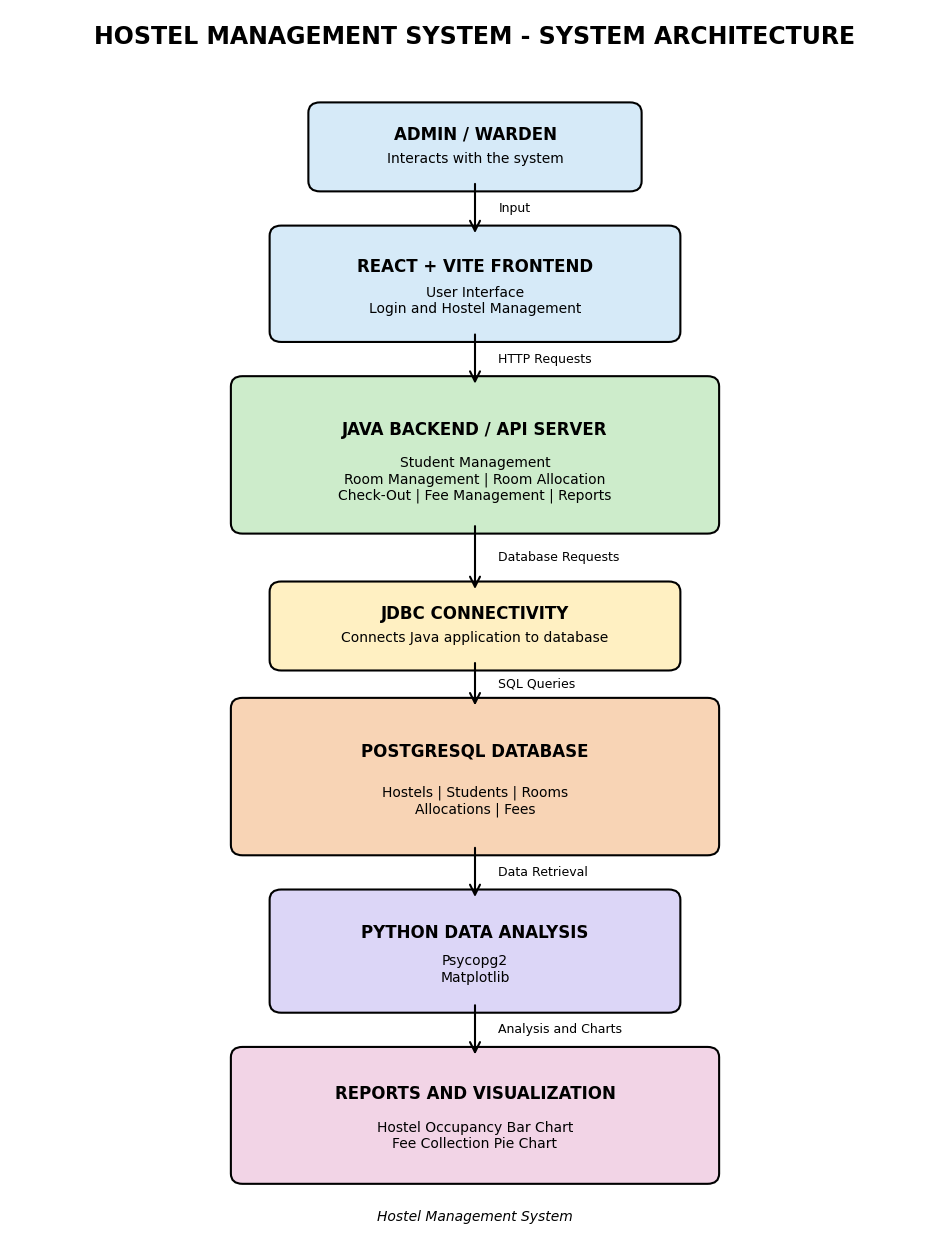 HOSTEL MANAGEMENT SYSTEM - SYSTEM ARCHITECTURE
ADMIN / WARDEN
Interacts with the system
Input
REACT + VITE FRONTEND
User Interface
Login and Hostel Management
HTTP Requests
JAVA BACKEND / API SERVER
Student Management
Room Management | Room Allocation
Check-Out | Fee Management | Reports
Database Requests
JDBC CONNECTIVITY
Connects Java application to database
SQL Queries
POSTGRESQL DATABASE
Hostels | Students | Rooms
Allocations | Fees
Data Retrieval
PYTHON DATA ANALYSIS
Psycopg2
Matplotlib
Analysis and Charts
REPORTS AND VISUALIZATION
Hostel Occupancy Bar Chart
Fee Collection Pie Chart
Hostel Management System